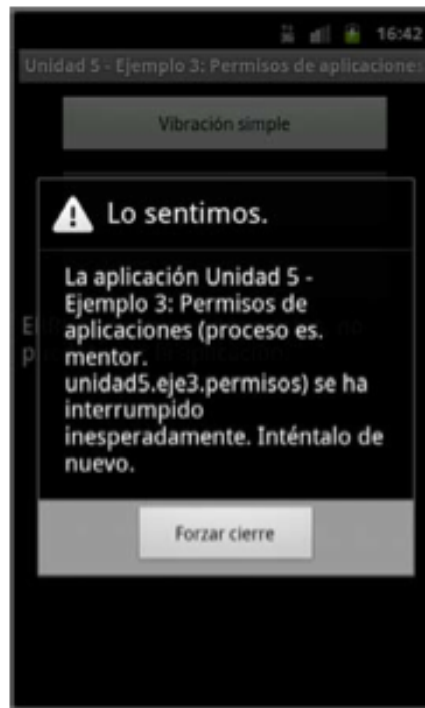 16:42
Unidad 5 - Ejemplo 3: Permisos de aplicaciones
Vibración simple
Lo sentimos.
La aplicación Unidad 5 -
Ejemplo 3: Permisos de
aplicaciones (proceso es.
mentor.
unidad5.eje3.permisos) se ha
interrumpido
inesperadamente. Inténtalo de
nuevo.
Forzar cierre